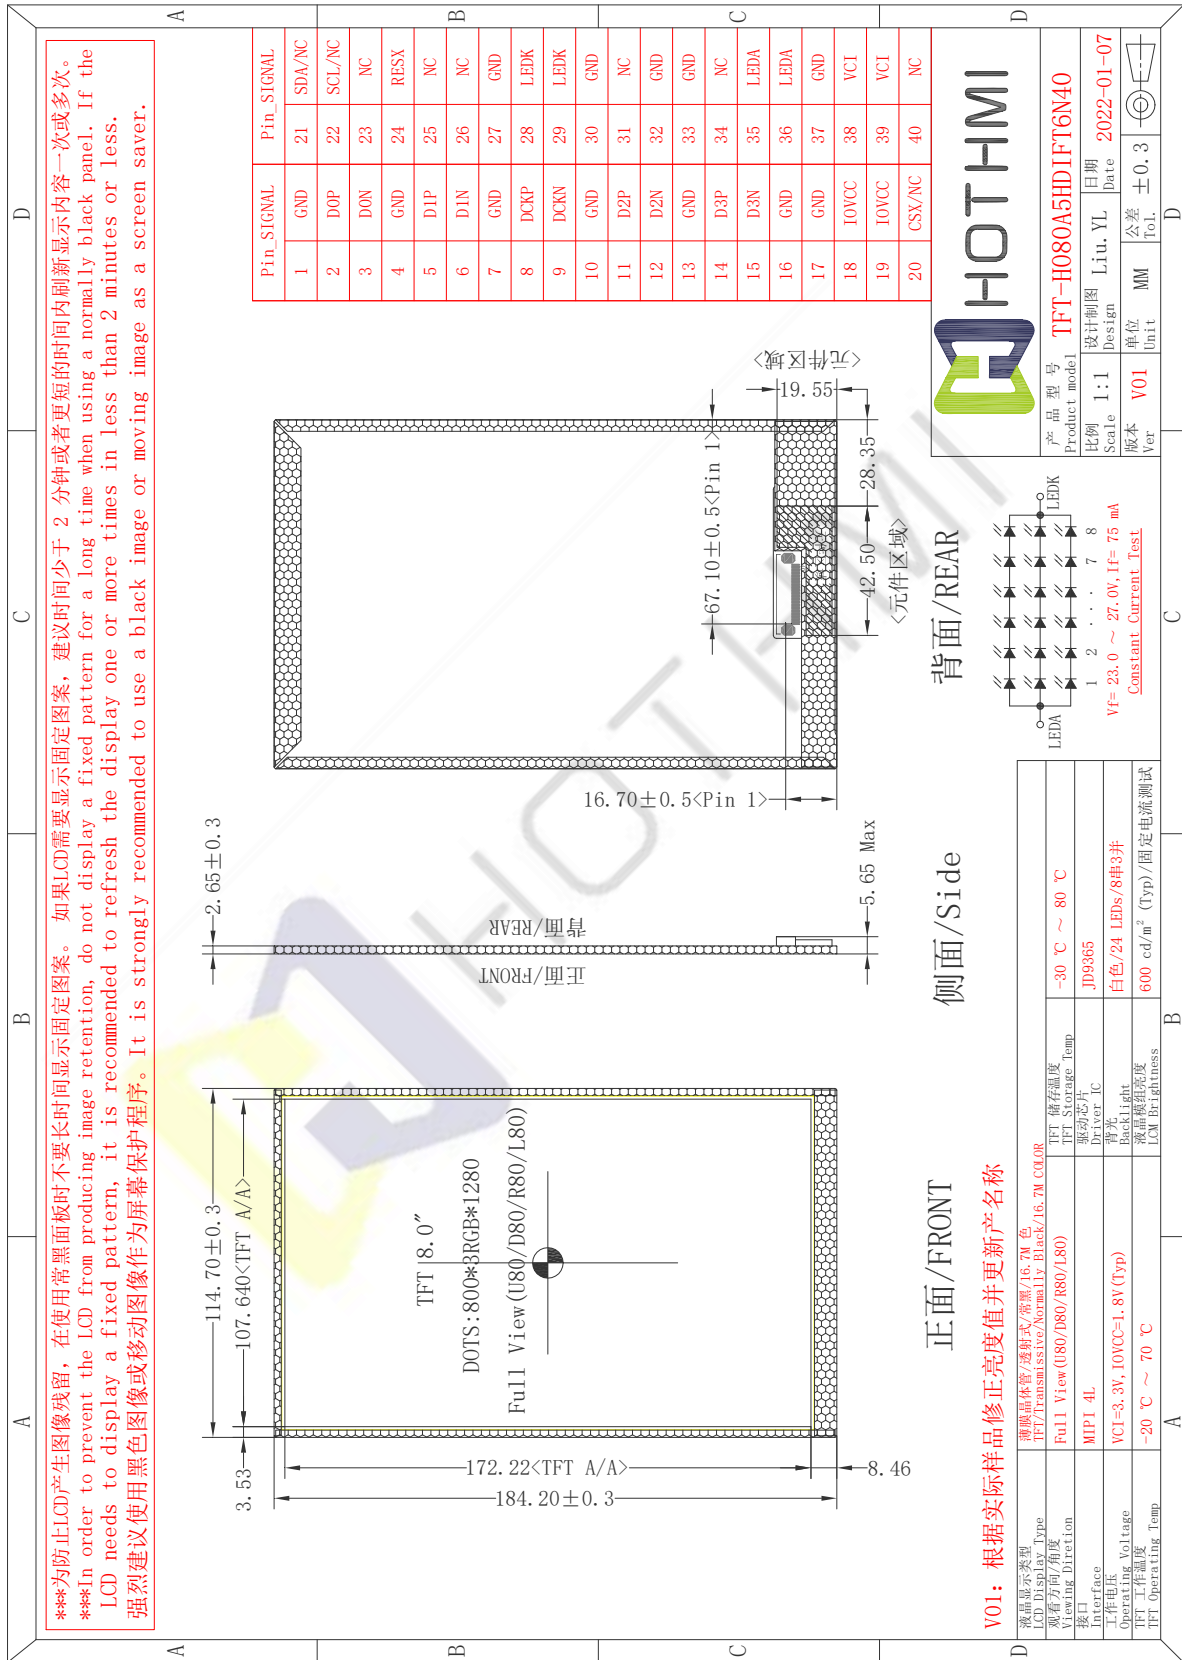 ***为防止LCD产生图像残留，在使用常黑面板时不要长时间显示固定图案。 如果LCD需要显示固定图案，建议时间少于 2 分钟或者更短的时间内刷新显示内容一次或多次。
***In order to prevent the LCD from producing image retention, do not display a fixed pattern for a long time when using a normally black panel. If the
LCD needs to display a fixed pattern, it is recommended to refresh the display one or more times in less than 2 minutes or less.
强烈建议使用黑色图像或移动图像作为屏幕保护程序。It is strongly recommended to use a black image or moving image as a screen saver.
A B C D
A B C D
A B C D
A B C D
114.70±0.3
107.640<TFT A/A>
3.53
TFT 8.0"
DOTS:800*3RGB*1280
Full View(U80/D80/R80/L80)
172.22<TFT A/A>
184.20±0.3
8.46
正面/FRONT
2.65±0.3
正面/FRONT
背面/REAR
5.65 Max
侧面/Side
16.70±0.5<Pin 1>
67.10±0.5<Pin 1>
19.55
<元件区域>
42.50
28.35
<元件区域>
背面/REAR
Pin_SIGNAL Pin_SIGNAL
1 GND 21 SDA/NC
2 D0P 22 SCL/NC
3 D0N 23 NC
4 GND 24 RESX
5 D1P 25 NC
6 D1N 26 NC
7 GND 27 GND
8 DCKP 28 LEDK
9 DCKN 29 LEDK
10 GND 30 GND
11 D2P 31 NC
12 D2N 32 GND
13 GND 33 GND
14 D3P 34 NC
15 D3N 35 LEDA
16 GND 36 LEDA
17 GND 37 GND
18 IOVCC 38 VCI
19 IOVCC 39 VCI
20 CSX/NC 40 NC
LEDA
LEDK
1 2 · · · 7 8
Vf= 23.0 ~ 27.0V, If= 75 mA
Constant Current Test
V01: 根据实际样品修正亮度值并更新产名称
液晶显示类型
LCD Display Type
薄膜晶体管/透射式/常黑/16.7M 色
TFT/Transmissive/Normally Black/16.7M COLOR
观看方向/角度
Viewing Diretion
Full View(U80/D80/R80/L80)
TFT 储存温度
TFT Storage Temp
-30 ℃ ~ 80 ℃
接口
Interface
MIPI 4L
驱动芯片
Driver IC
JD9365
工作电压
Operating Voltage
VCI=3.3V, IOVCC=1.8V(Typ)
背光
Backlight
白色/24 LEDs/8串3并
TFT 工作温度
TFT Operating Temp
-20 ℃ ~ 70 ℃
液晶模组亮度
LCM Brightness
600 cd/m² (Typ)/固定电流测试
HOTHMI
产 品 型 号
Product model
TFT-H080A5HDIFT6N40
比例
Scale
1:1
设计制图
Design
Liu. YL
日期
Date
2022-01-07
版本
Ver
V01
单位
Unit
MM
公差
Tol.
±0.3
HOTHMI